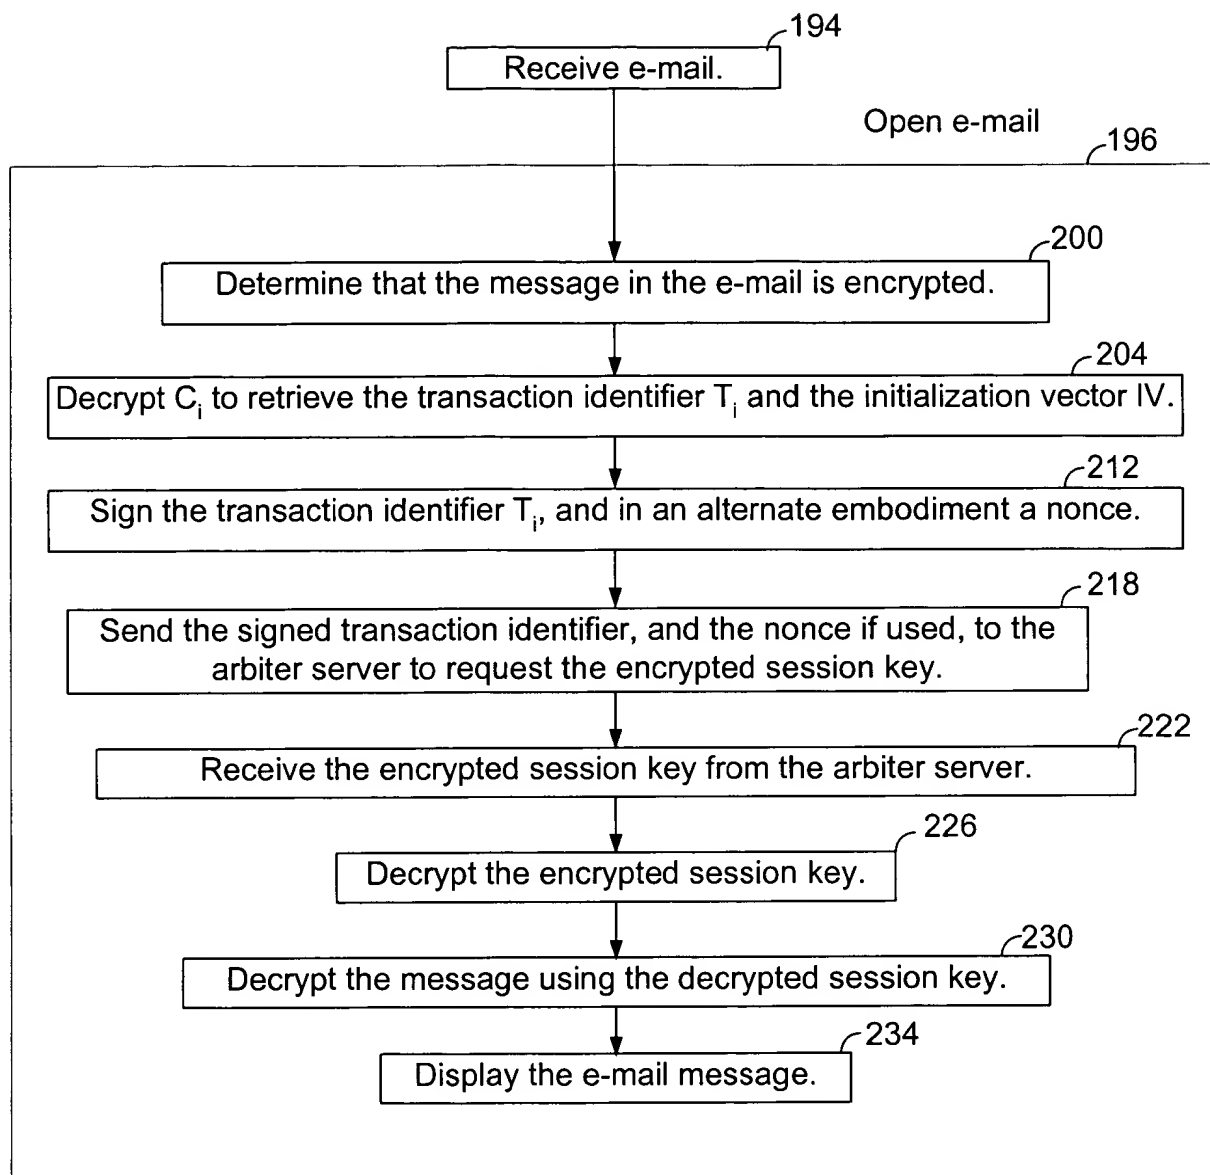 194
Receive e-mail.
Open e-mail
196
200
Determine that the message in the e-mail is encrypted.
204
Decrypt Ci to retrieve the transaction identifier Ti and the initialization vector IV.
212
Sign the transaction identifier Ti, and in an alternate embodiment a nonce.
218
Send the signed transaction identifier, and the nonce if used, to the
arbiter server to request the encrypted session key.
222
Receive the encrypted session key from the arbiter server.
226
Decrypt the encrypted session key.
230
Decrypt the message using the decrypted session key.
234
Display the e-mail message.